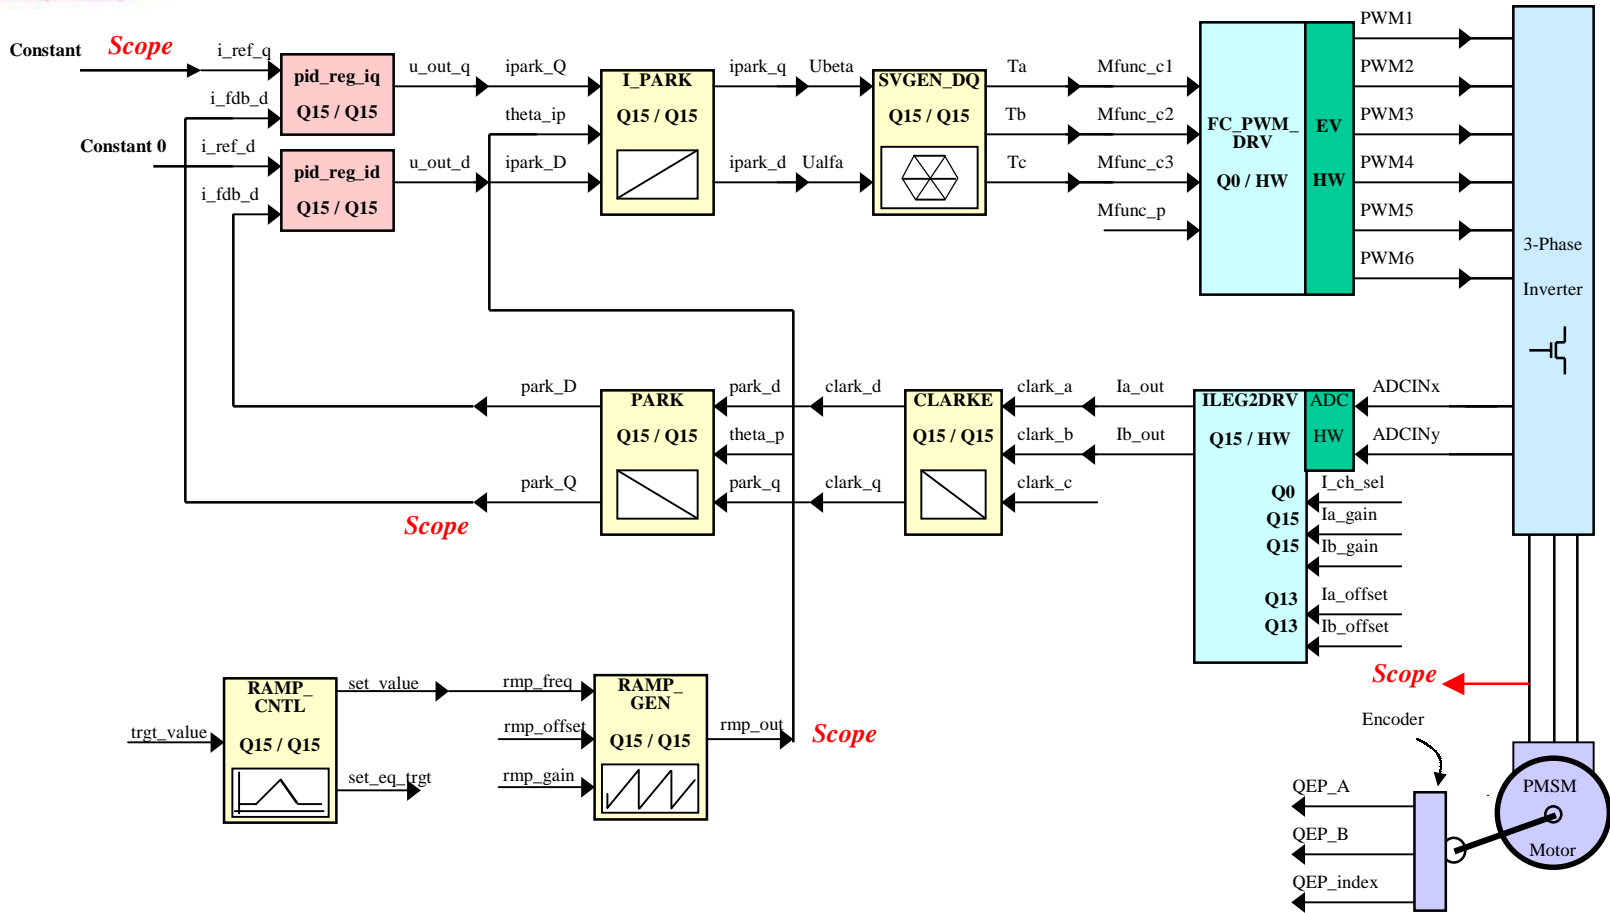 Constant
Scope
i_ref_q
i_fdb_d
pid_reg_iq
Q15 / Q15
u_out_q
ipark_Q
theta_ip
Constant 0
i_ref_d
i_fdb_d
pid_reg_id
Q15 / Q15
u_out_d
ipark_D
I_PARK
Q15 / Q15
ipark_q
Ubeta
ipark_d
Ualfa
SVGEN_DQ
Q15 / Q15
Ta
Tb
Tc
Mfunc_c1
Mfunc_c2
Mfunc_c3
Mfunc_p
FC_PWM_
DRV
Q0 / HW
EV
HW
PWM1
PWM2
PWM3
PWM4
PWM5
PWM6
3-Phase
Inverter
park_D
park_Q
Scope
PARK
Q15 / Q15
park_d
theta_p
park_q
clark_d
clark_q
CLARKE
Q15 / Q15
clark_a
clark_b
clark_c
Ia_out
Ib_out
ILEG2DRV
Q15 / HW
ADC
HW
ADCINx
ADCINy
Q0
I_ch_sel
Q15
Ia_gain
Q15
Ib_gain
Q13
Ia_offset
Q13
Ib_offset
trgt_value
RAMP_
CNTL
Q15 / Q15
set_value
set_eq_trgt
rmp_freq
rmp_offset
rmp_gain
RAMP_
GEN
Q15 / Q15
rmp_out
Scope
Scope
Encoder
QEP_A
QEP_B
QEP_index
PMSM
Motor